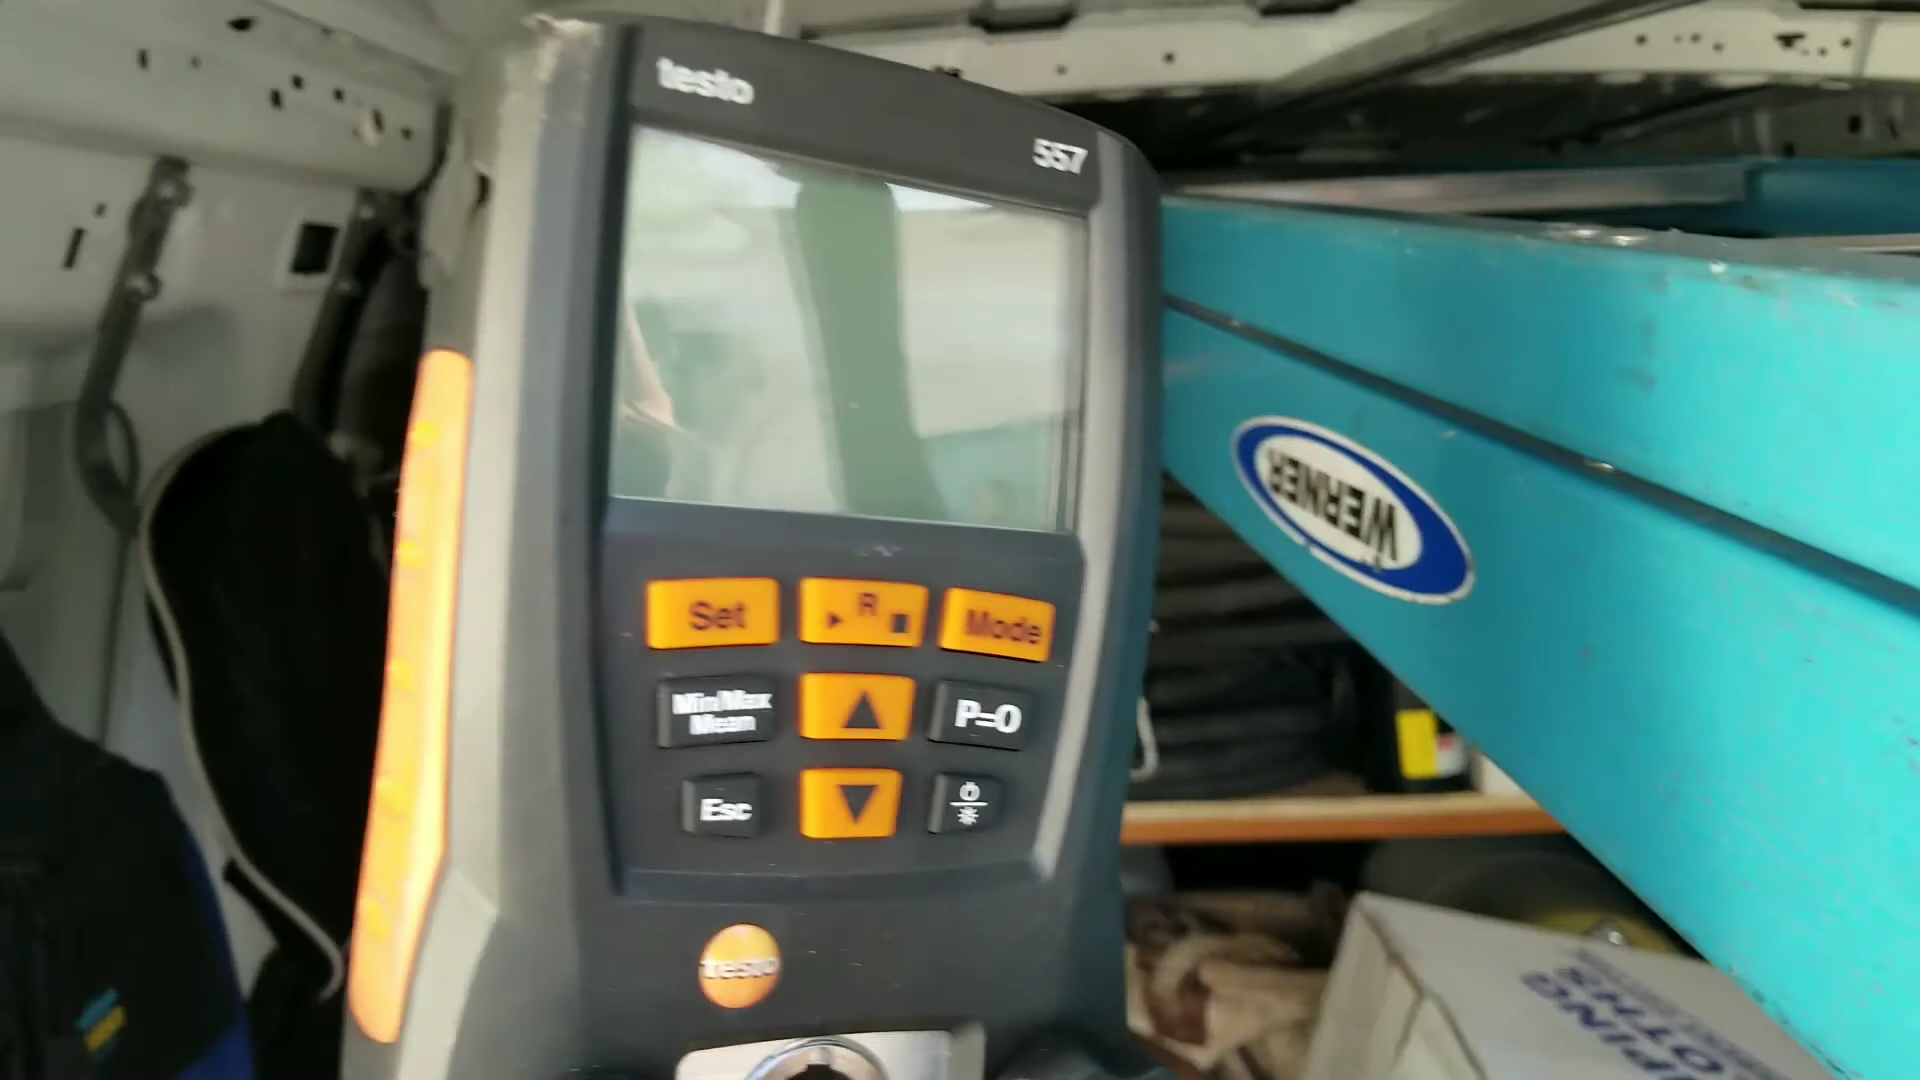 testo
557
Set
R
Mode
Min/Max
Mean
P=0
Esc
testo
WERNER